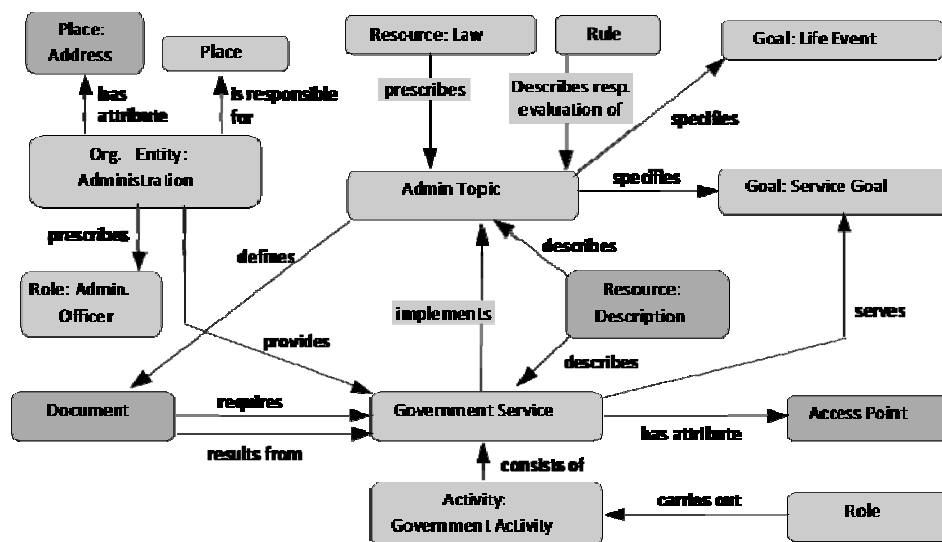 Place:
Address
Place
Resource: Law
Rule
Goal: Life Event
has
attribute
is responsible
for
prescribes
Describes resp.
evaluation of
specifies
Org. Entity:
Administration
Admin Topic
specifies
Goal: Service Goal
prescribes
defines
describes
Role: Admin.
Officer
implements
Resource:
Description
serves
provides
describes
Document
requires
Government Service
Access Point
results from
has attribute
consists of
Activity:
Government Activity
carries out
Role